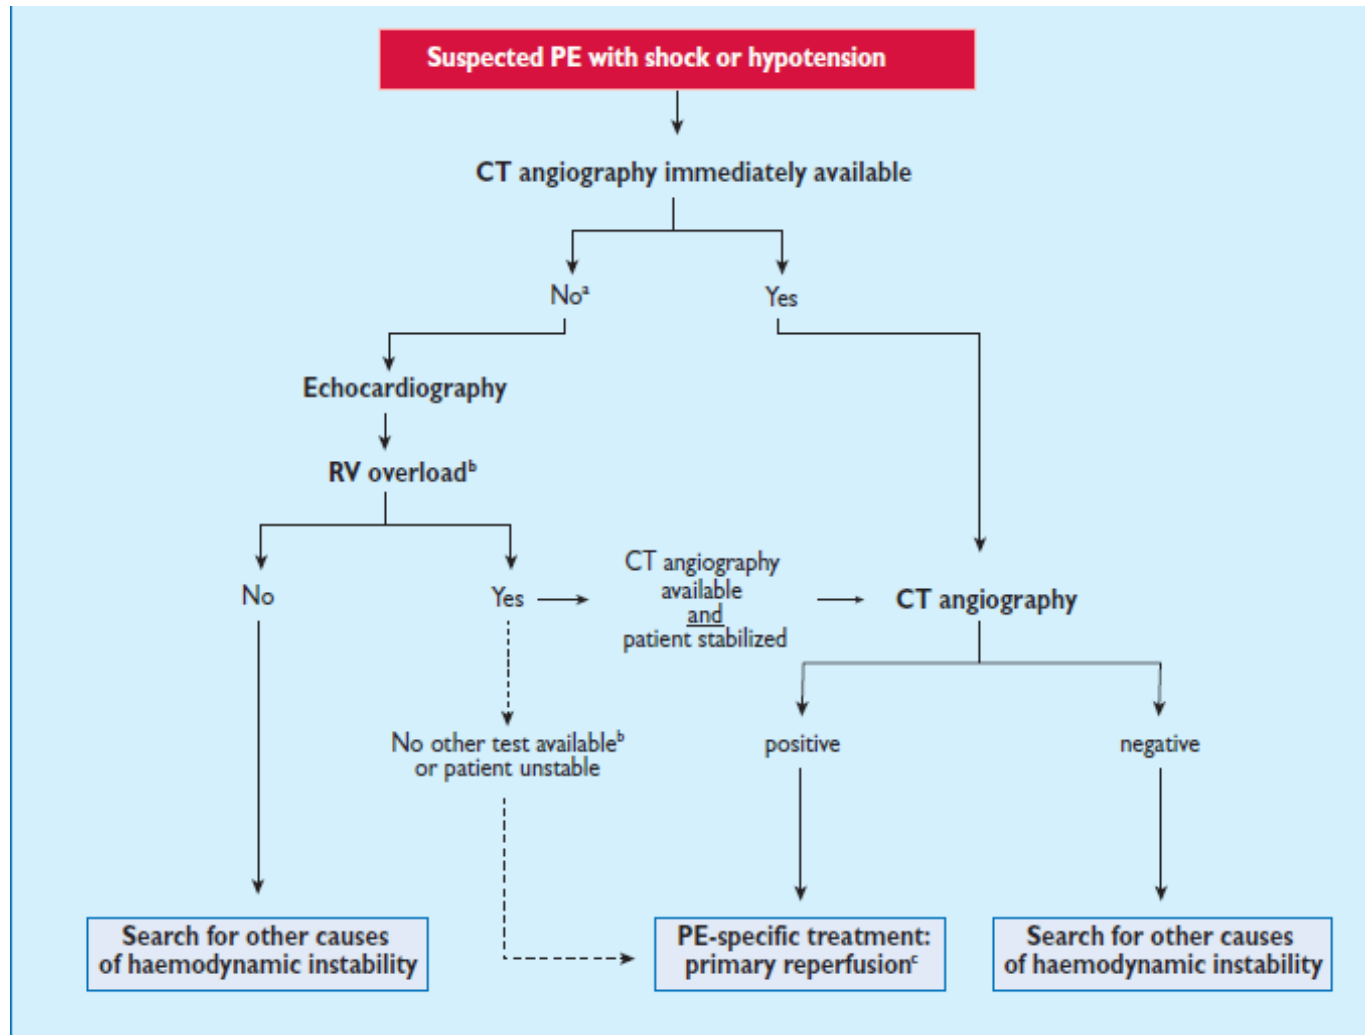 Suspected PE with shock or hypotension
CT angiography immediately available
Noᵃ
Yes
Echocardiography
RV overloadᵇ
No
Yes
CT angiography
available
and
patient stabilized
CT angiography
No other test availableᵇ
or patient unstable
positive
negative
Search for other causes
of haemodynamic instability
PE-specific treatment:
primary reperfusionᶜ
Search for other causes
of haemodynamic instability